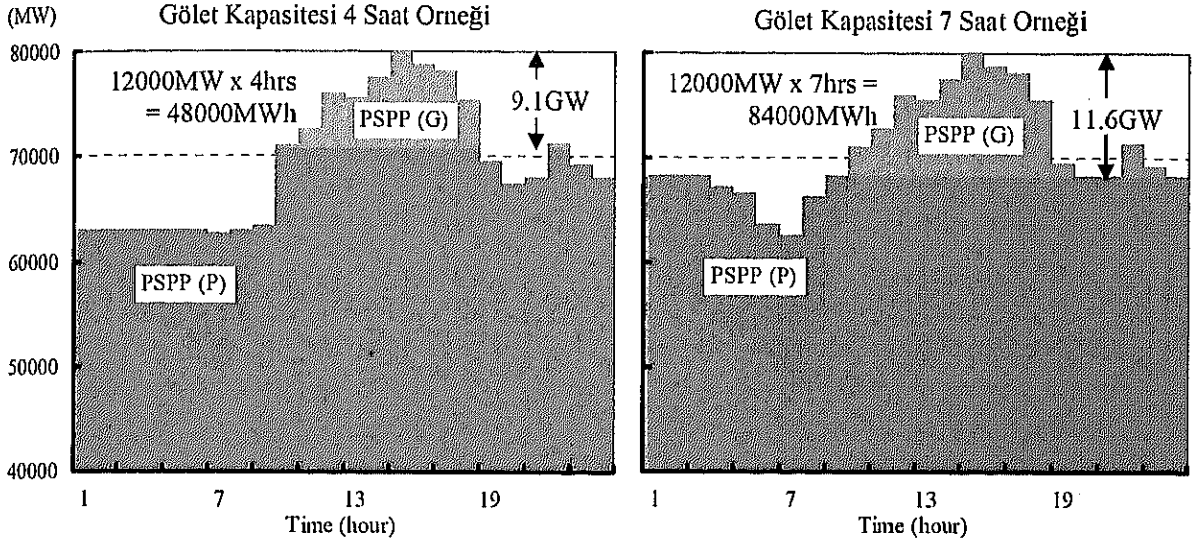 (MW)
Gölet Kapasitesi 4 Saat Orneği
80000
70000
60000
50000
40000
12000MW x 4hrs
= 48000MWh
PSPP (G)
9.1GW
PSPP (P)
1 7 13 19
Time (hour)
Gölet Kapasitesi 7 Saat Orneği
12000MW x 7hrs =
84000MWh
PSPP (G)
11.6GW
PSPP (P)
1 7 13 19
Time (hour)